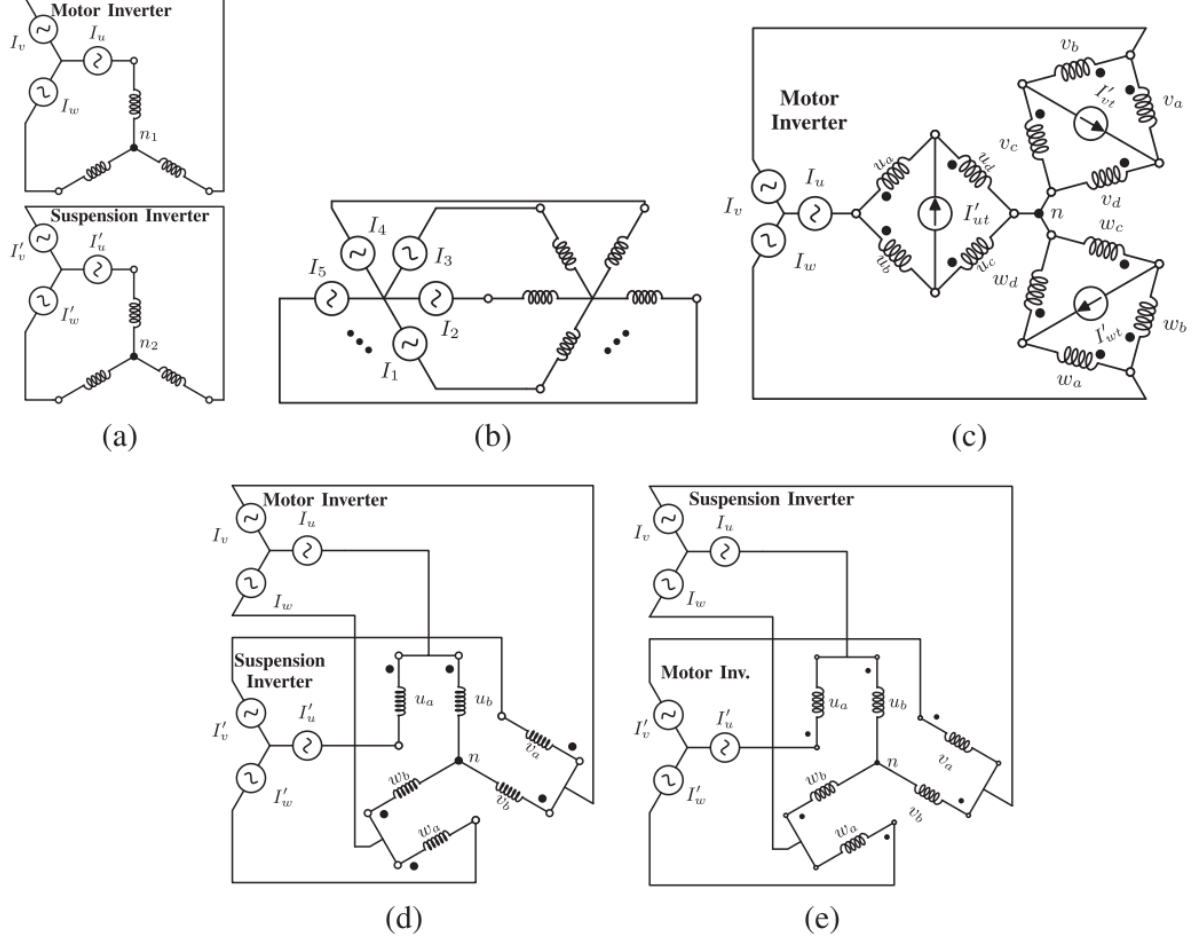 Motor Inverter
I_v
I_u
I_w
n_1
Suspension Inverter
I'_v
I'_u
I'_w
n_2
(a)
I_4
I_3
I_5
I_2
I_1
(b)
Motor
Inverter
I_v
I_u
I_w
u_a
u_d
I'_{ut}
u_b
u_c
n
v_b
I'_{vt}
v_a
v_c
v_d
w_c
w_d
I'_{wt}
w_b
w_a
(c)
Motor Inverter
I_v
I_u
I_w
Suspension
Inverter
I'_v
I'_u
I'_w
u_a
u_b
n
v_a
w_b
v_b
w_a
(d)
Suspension Inverter
I_v
I_u
I_w
Motor Inv.
I'_v
I'_u
I'_w
u_a
u_b
n
v_a
w_b
v_b
w_a
(e)